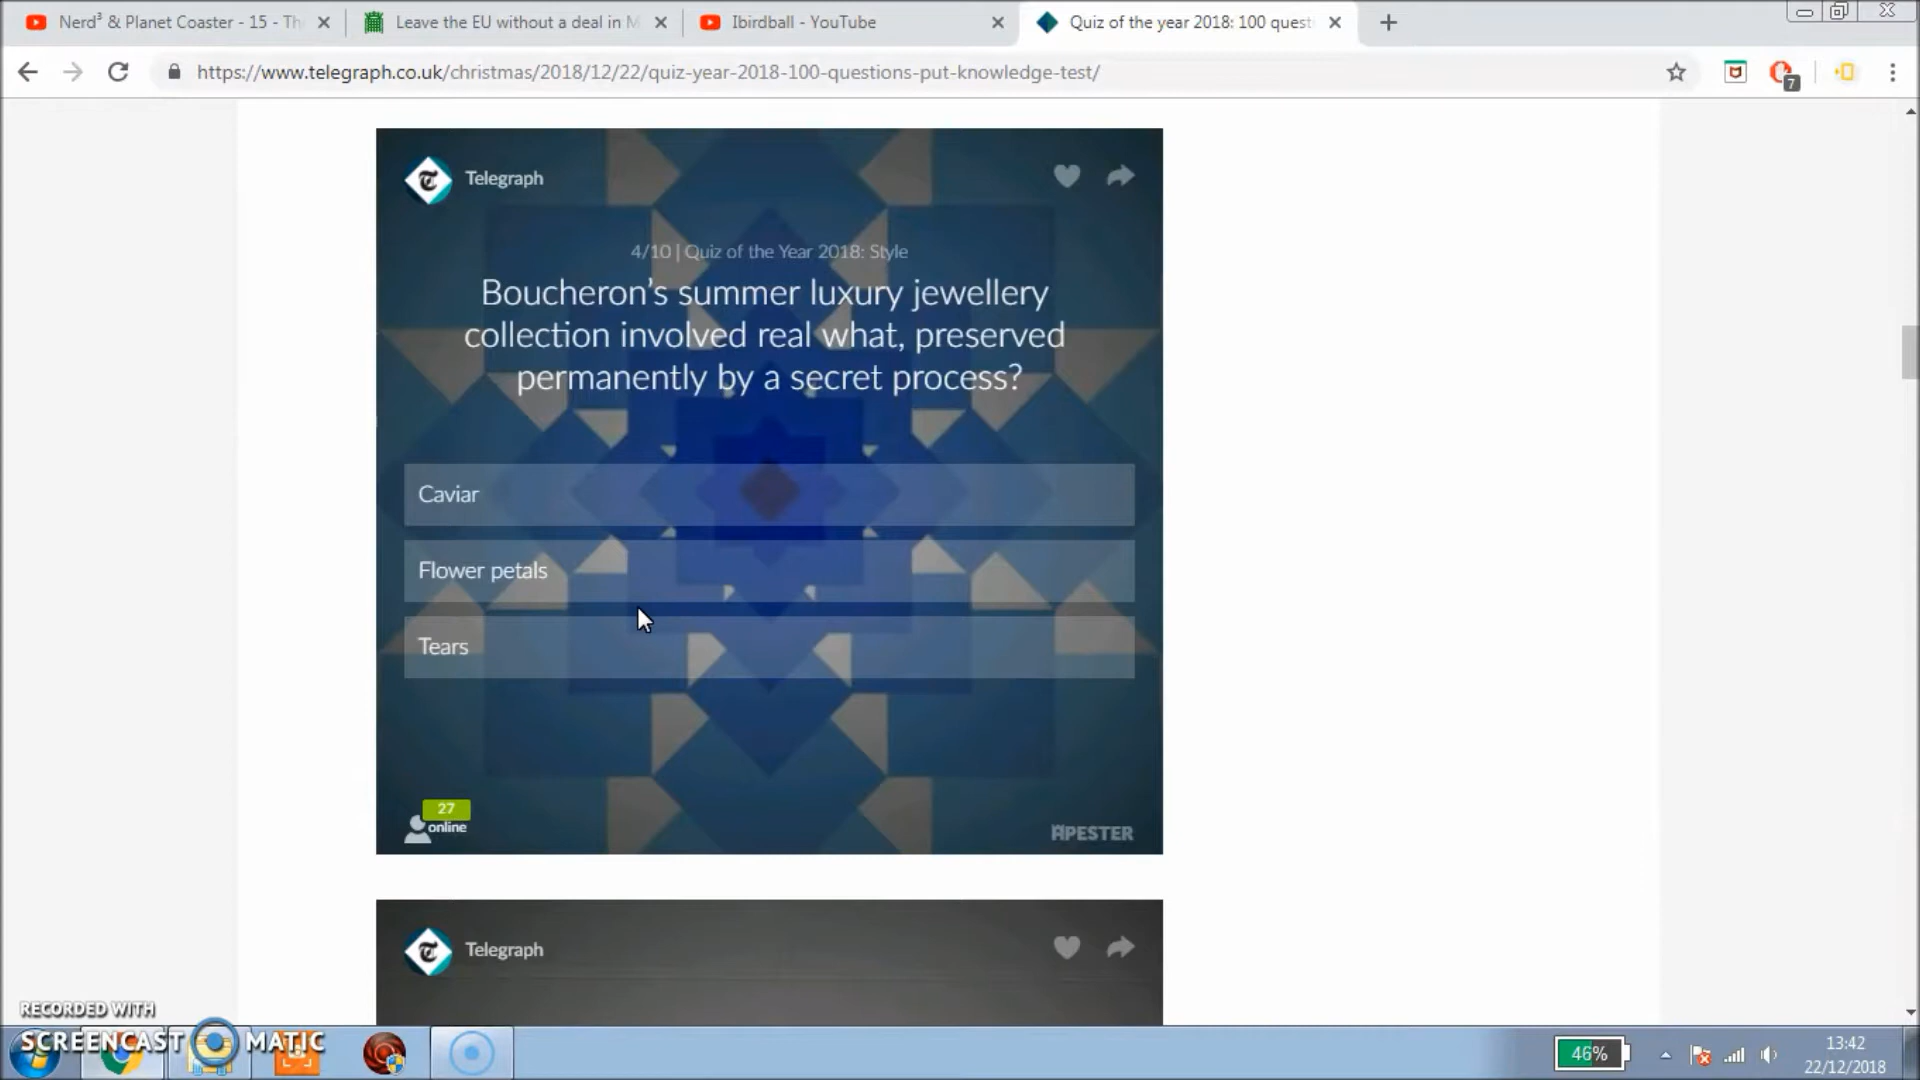 Nerd³ & Planet Coaster - 15 - Th
Leave the EU without a deal in M
Ibirdball - YouTube
Quiz of the year 2018: 100 quest
https://www.telegraph.co.uk/christmas/2018/12/22/quiz-year-2018-100-questions-put-knowledge-test/
7
Telegraph
4/10 | Quiz of the Year 2018: Style
Boucheron's summer luxury jewellery
collection involved real what, preserved
permanently by a secret process?
Caviar
Flower petals
Tears
27
online
APESTER
Telegraph
RECORDED WITH
SCREENCAST MATIC
46%
13:42
22/12/2018